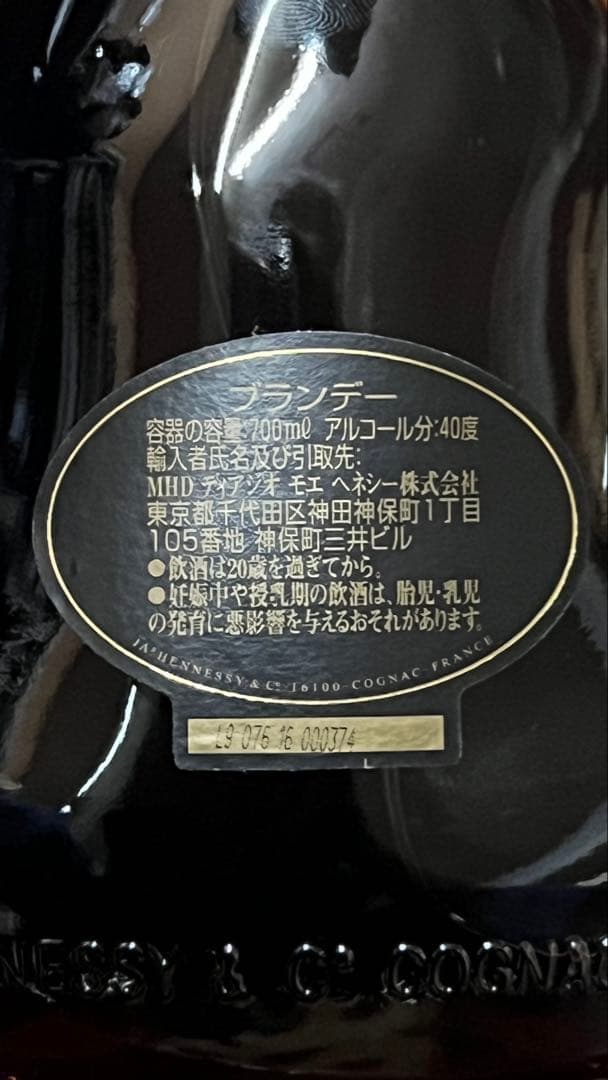 ブランデー
容器の容量:700mℓ アルコール分:40度
輸入者氏名及び引取先:
MHD ディアジオ モエ ヘネシー株式会社
東京都千代田区神田神保町1丁目
105番地 神保町三井ビル
●飲酒は20歳を過ぎてから。
●妊娠中や授乳期の飲酒は、胎児・乳児
の発育に悪影響を与えるおそれがあります。
JAˢ HENNESSY & Cº 16100-COGNAC-FRANCE
L9 076 16 000374
NESSY & Cº COGNA